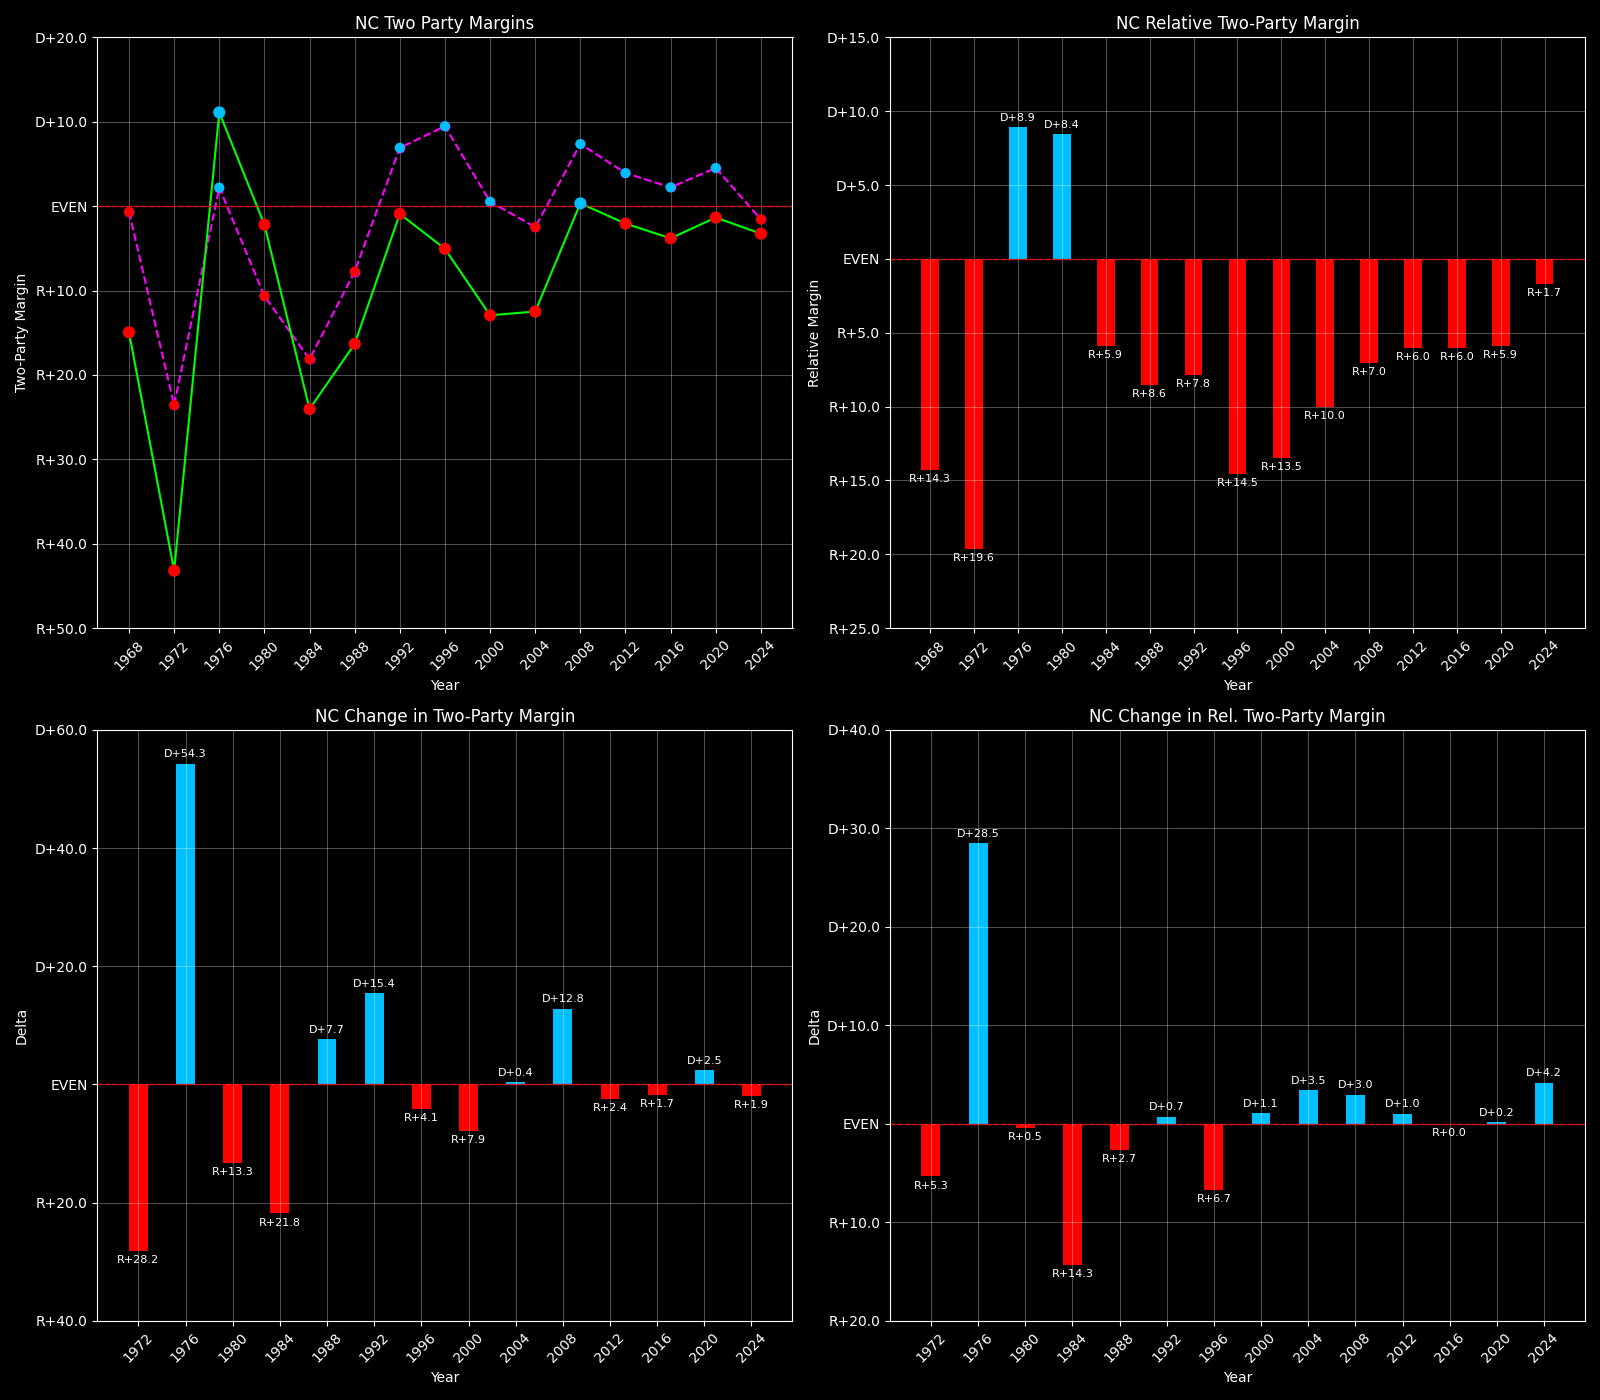 NC Two Party Margins
D+20.0
D+10.0
EVEN
R+10.0
R+20.0
R+30.0
R+40.0
R+50.0
Two-Party Margin
1968 1972 1976 1980 1984 1988 1992 1996 2000 2004 2008 2012 2016 2020 2024
Year
NC Relative Two-Party Margin
D+15.0
D+10.0
D+5.0
EVEN
R+5.0
R+10.0
R+15.0
R+20.0
R+25.0
Relative Margin
R+14.3
R+19.6
D+8.9
D+8.4
R+5.9
R+8.6
R+7.8
R+14.5
R+13.5
R+10.0
R+7.0
R+6.0
R+6.0
R+5.9
R+1.7
1968 1972 1976 1980 1984 1988 1992 1996 2000 2004 2008 2012 2016 2020 2024
Year
NC Change in Two-Party Margin
D+60.0
D+40.0
D+20.0
EVEN
R+20.0
R+40.0
Delta
R+28.2
D+54.3
R+13.3
R+21.8
D+7.7
D+15.4
R+4.1
R+7.9
D+0.4
D+12.8
R+2.4
R+1.7
D+2.5
R+1.9
1972 1976 1980 1984 1988 1992 1996 2000 2004 2008 2012 2016 2020 2024
Year
NC Change in Rel. Two-Party Margin
D+40.0
D+30.0
D+20.0
D+10.0
EVEN
R+10.0
R+20.0
Delta
R+5.3
D+28.5
R+0.5
R+14.3
R+2.7
D+0.7
R+6.7
D+1.1
D+3.5
D+3.0
D+1.0
R+0.0
D+0.2
D+4.2
1972 1976 1980 1984 1988 1992 1996 2000 2004 2008 2012 2016 2020 2024
Year